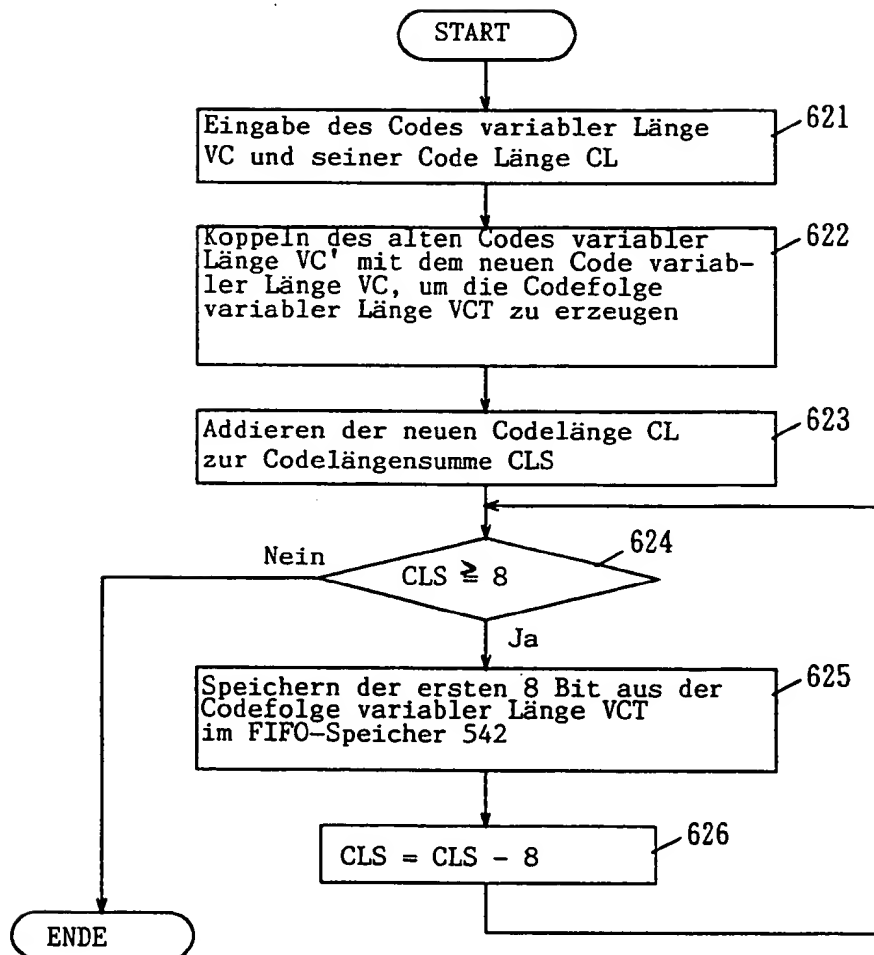 START
621
Eingabe des Codes variabler Länge
VC und seiner Code Länge CL
622
Koppeln des alten Codes variabler
Länge VC' mit dem neuen Code variab-
ler Länge VC, um die Codefolge
variabler Länge VCT zu erzeugen
623
Addieren der neuen Codelänge CL
zur Codelängensumme CLS
624
Nein
CLS ≧ 8
Ja
625
Speichern der ersten 8 Bit aus der
Codefolge variabler Länge VCT
im FIFO-Speicher 542
626
CLS = CLS - 8
ENDE